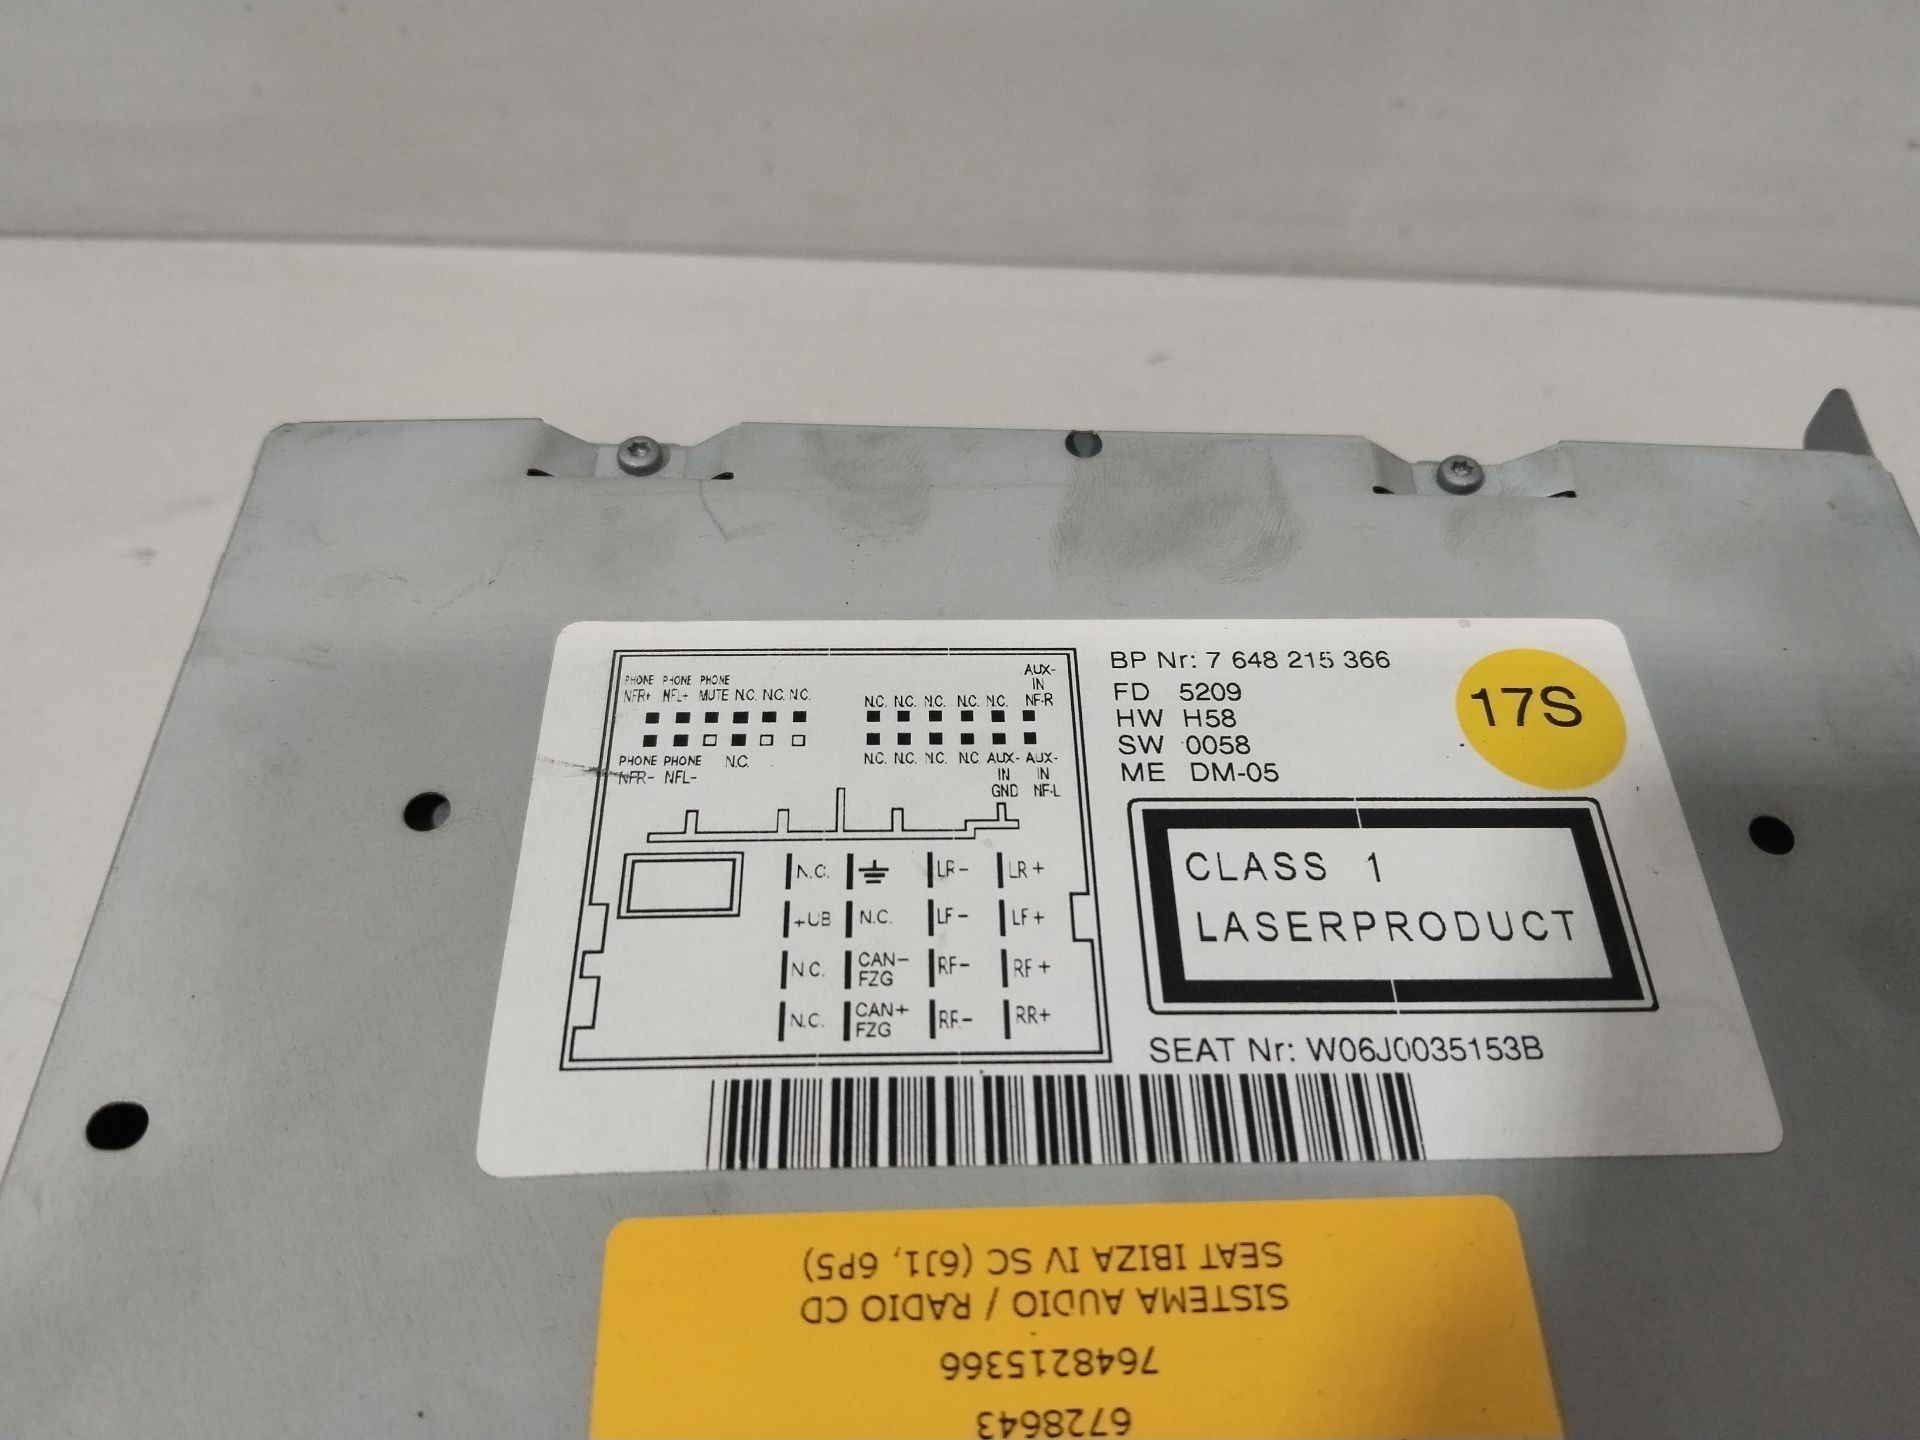 PHONE PHONE PHONE
NFR+ NFL+ MUTE N.C. N.C. N.C.
PHONE PHONE N.C.
NFR- NFL-
AUX-
IN
N.C. N.C. N.C. N.C. N.C. NF-R
N.C. N.C. N.C. N.C. AUX- AUX-
IN IN
GND NF-L
N.C. LR- LR+
+UB N.C. LF- LF+
N.C. CAN- FZG RF- RF+
N.C. CAN+ FZG RR- RR+
BP Nr: 7 648 215 366
FD 5209
HW H58
SW 0058
ME DM-05
17S
CLASS 1
LASERPRODUCT
SEAT Nr: W06J0035153B
6728643
7648215366
SISTEMA AUDIO / RADIO CD
SEAT IBIZA IV SC (6J1, 6P5)